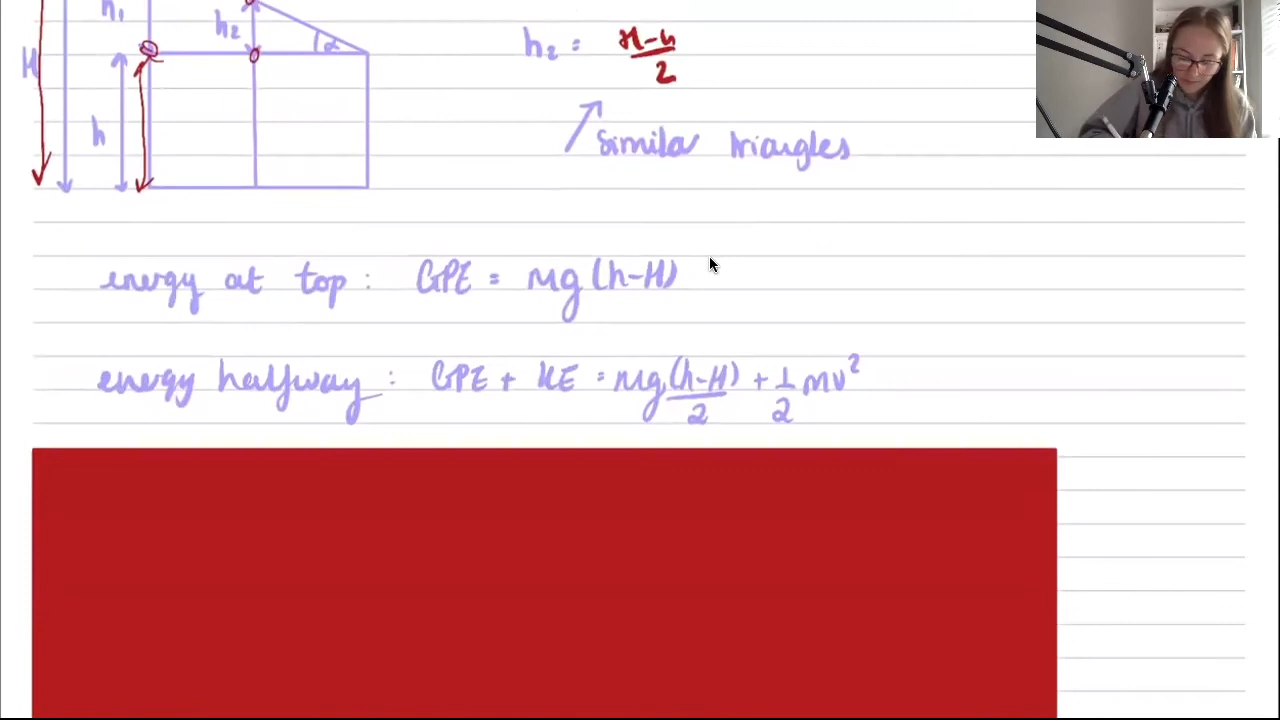 h₁
h₂
α
H
h
h₂ = H-h/2
similar triangles
energy at top : GPE = mg(h-H)
energy halfway : GPE + KE = mg(h-H)/2 + 1/2 mv²